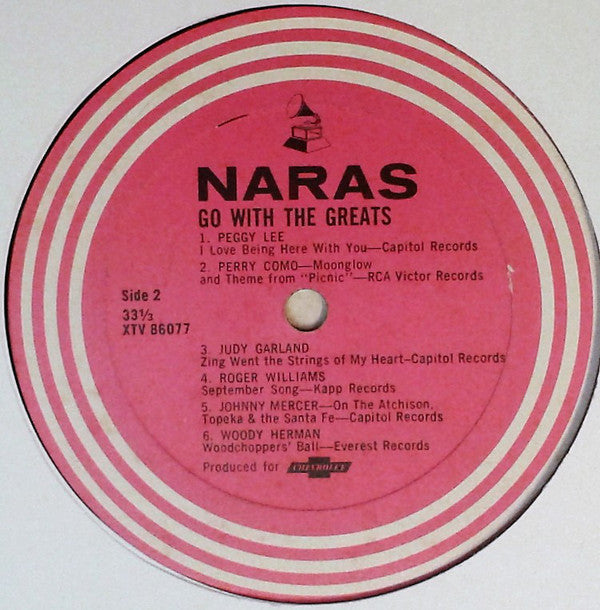 NARAS
GO WITH THE GREATS
1. PEGGY LEE
I Love Being Here With You—Capitol Records
2. PERRY COMO—Moonglow
and Theme from "Picnic"—RCA Victor Records
Side 2
33⅓
XTV 86077
3. JUDY GARLAND
Zing Went the Strings of My Heart–Capitol Records
4. ROGER WILLIAMS
September Song—Kapp Records
5. JOHNNY MERCER—On The Atchison,
Topeka & the Santa Fe—Capitol Records
6. WOODY HERMAN
Woodchoppers' Ball—Everest Records
Produced for CHEVROLET